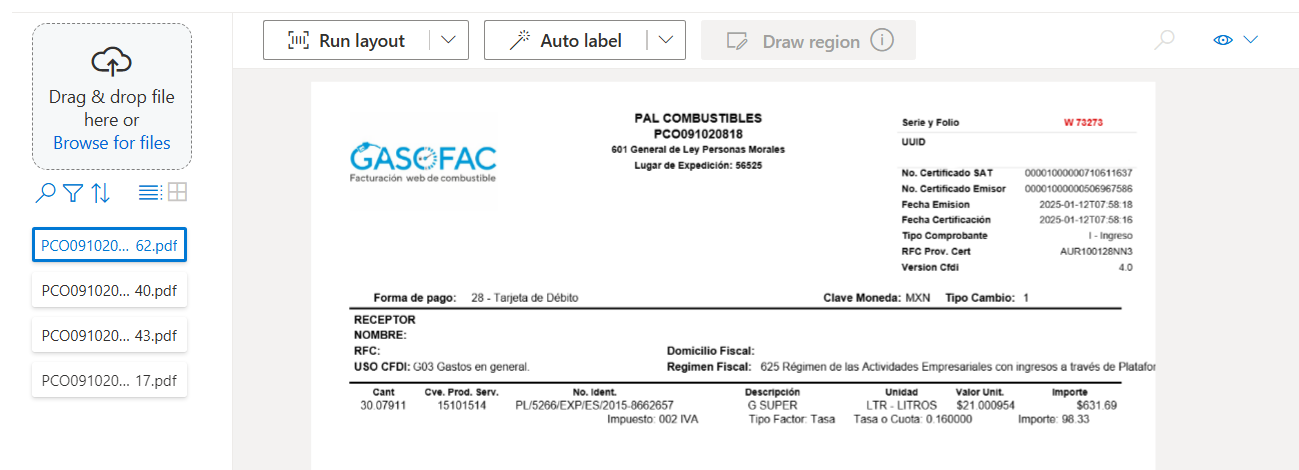 Drag & drop file
here or
Browse for files
PCO091020... 62.pdf
PCO091020... 40.pdf
PCO091020... 43.pdf
PCO091020... 17.pdf
Run layout
Auto label
Draw region
GASOFAC
Facturación web de combustible
PAL COMBUSTIBLES
PCO091020818
601 General de Ley Personas Morales
Lugar de Expedición: 56525
Serie y Folio W 73273
UUID
No. Certificado SAT 00001000000710611637
No. Certificado Emisor 00001000000506967586
Fecha Emision 2025-01-12T07:58:18
Fecha Certificación 2025-01-12T07:58:16
Tipo Comprobante I - Ingreso
RFC Prov. Cert AUR100128NN3
Version Cfdi 4.0
Forma de pago: 28 - Tarjeta de Débito Clave Moneda: MXN Tipo Cambio: 1
RECEPTOR
NOMBRE:
RFC: Domicilio Fiscal:
USO CFDI: G03 Gastos en general. Regimen Fiscal: 625 Régimen de las Actividades Empresariales con ingresos a través de Platafor
Cant Cve. Prod. Serv. No. Ident. Descripción Unidad Valor Unit. Importe
30.07911 15101514 PL/5266/EXP/ES/2015-8662657 G SUPER LTR - LITROS $21.000954 $631.69
Impuesto: 002 IVA Tipo Factor: Tasa Tasa o Cuota: 0.160000 Importe: 98.33